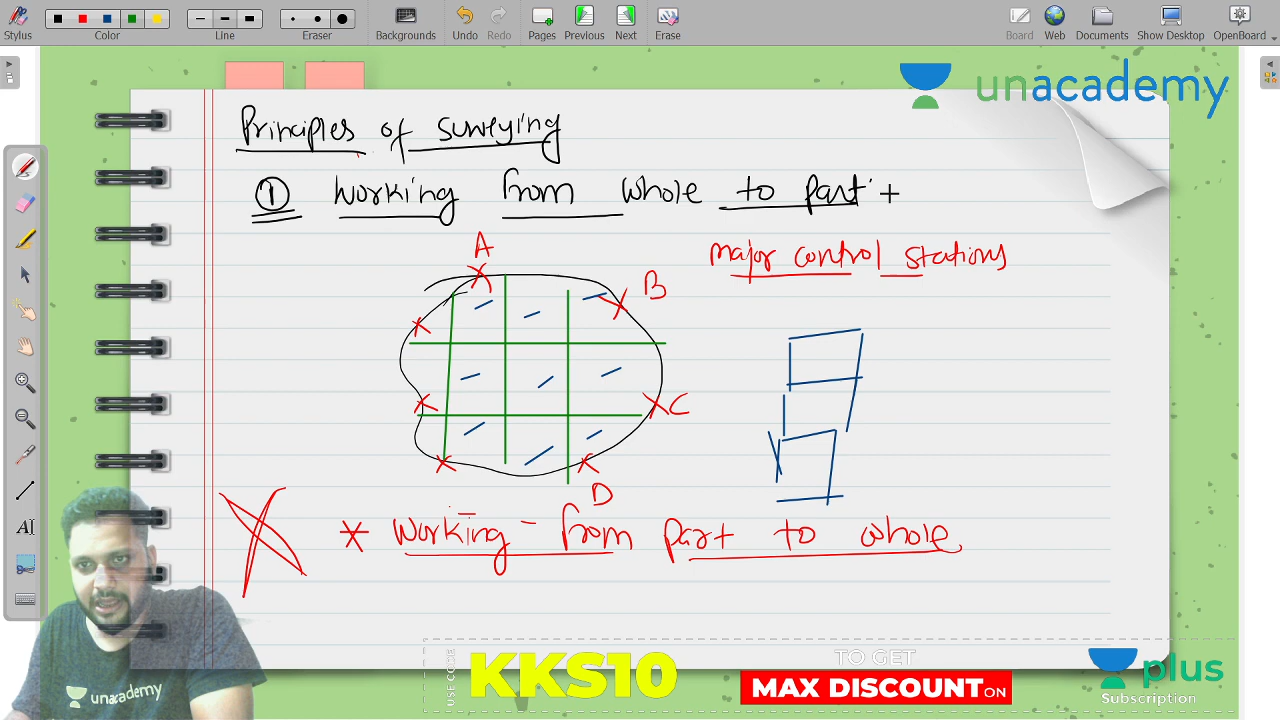 Stylus
Color
Line
Eraser
Backgrounds
Undo
Redo
Pages
Previous
Next
Erase
Board
Web
Documents
Show Desktop
OpenBoard
unacademy
Principles of surveying
① Working from whole to part
major control stations
A
B
C
D
* Working from part to whole
unacademy
USE CODE
KKS10
TO GET
MAX DISCOUNT ON
plus
Subscription